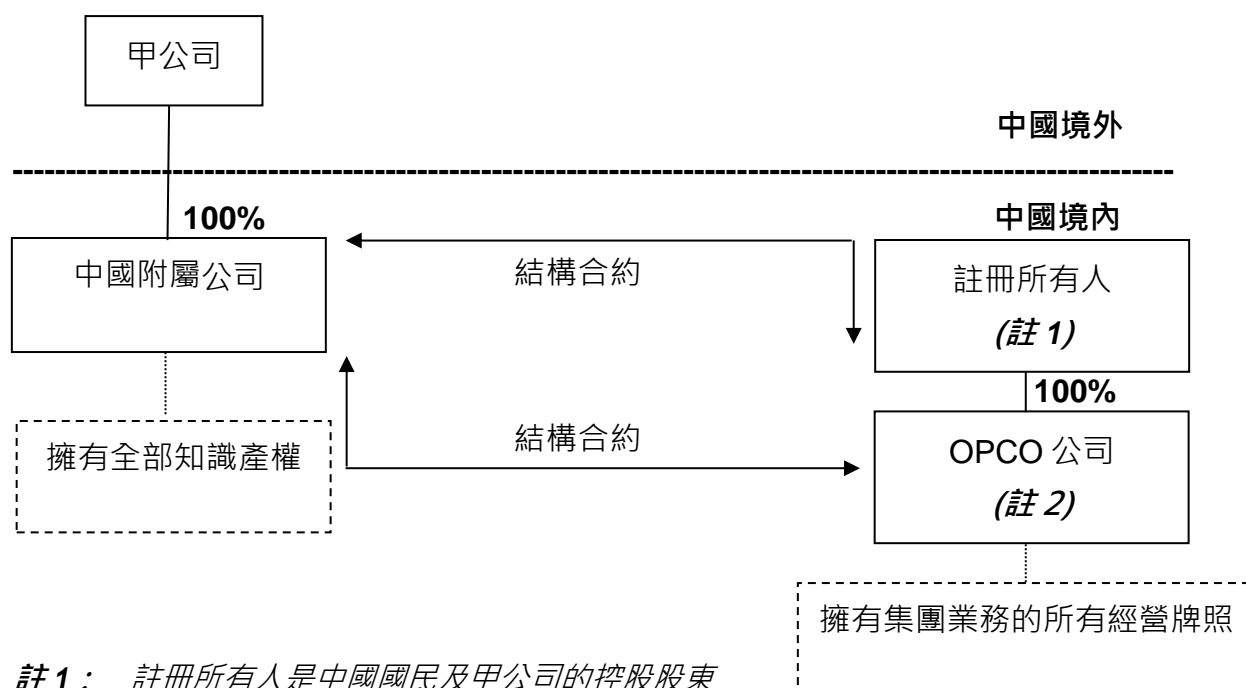 甲公司
中國境外
100%
中國境內
中國附屬公司
結構合約
註冊所有人
(註 1)
100%
擁有全部知識產權
結構合約
OPCO 公司
(註 2)
擁有集團業務的所有經營牌照
註 1： 註冊所有人是中國國民及甲公司的控股股東